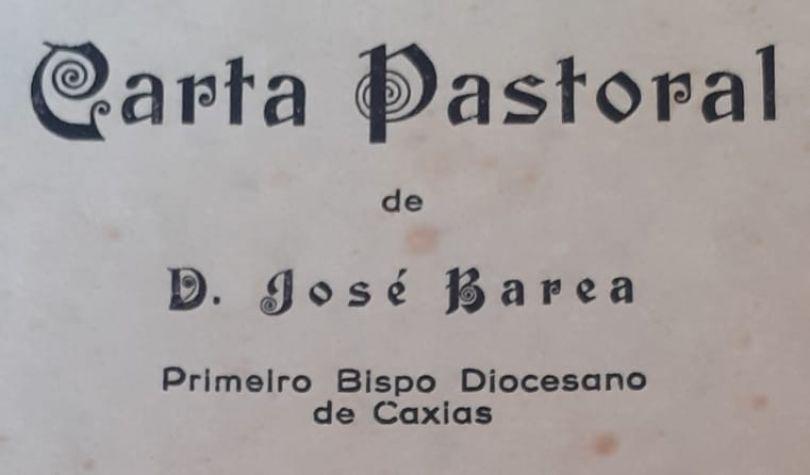 Carta Pastoral
de
D. José Barea
Primeiro Bispo Diocesano
de Caxias